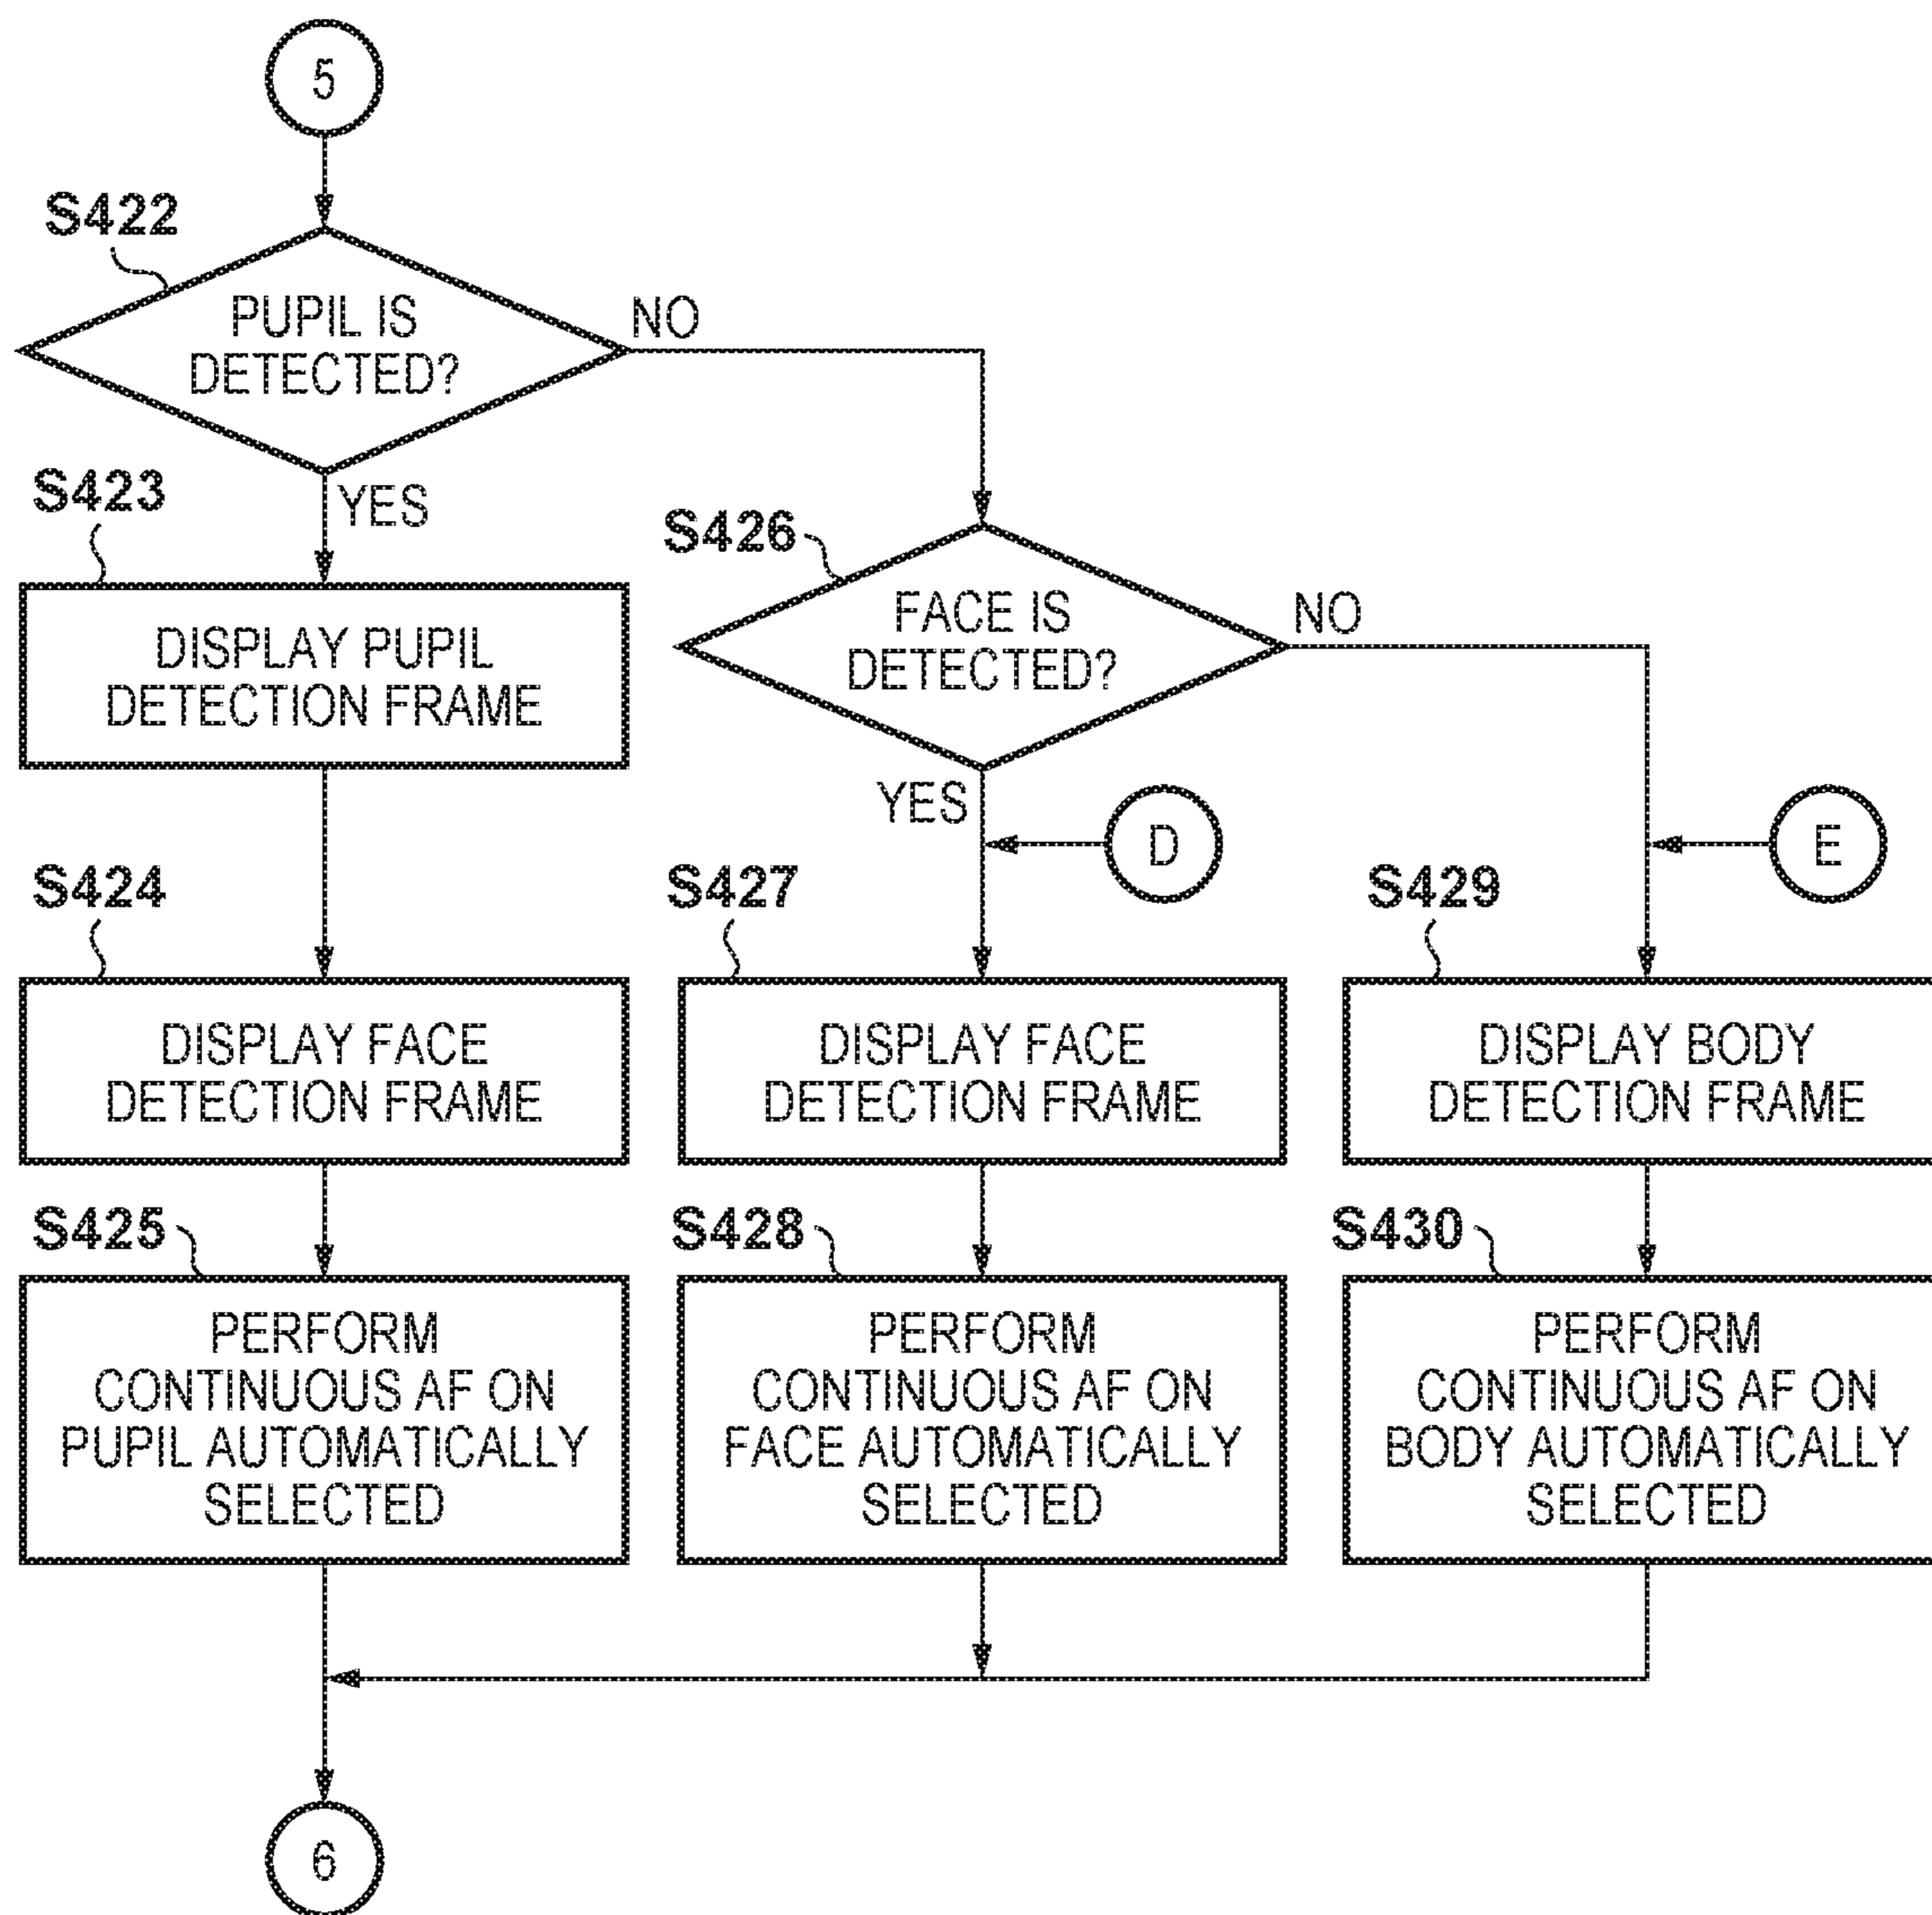 5
S422
PUPIL IS
DETECTED?
NO
YES
S423
DISPLAY PUPIL
DETECTION FRAME
S426
FACE IS
DETECTED?
NO
YES
D
E
S424
DISPLAY FACE
DETECTION FRAME
S427
DISPLAY FACE
DETECTION FRAME
S429
DISPLAY BODY
DETECTION FRAME
S425
PERFORM
CONTINUOUS AF ON
PUPIL AUTOMATICALLY
SELECTED
S428
PERFORM
CONTINUOUS AF ON
FACE AUTOMATICALLY
SELECTED
S430
PERFORM
CONTINUOUS AF ON
BODY AUTOMATICALLY
SELECTED
6